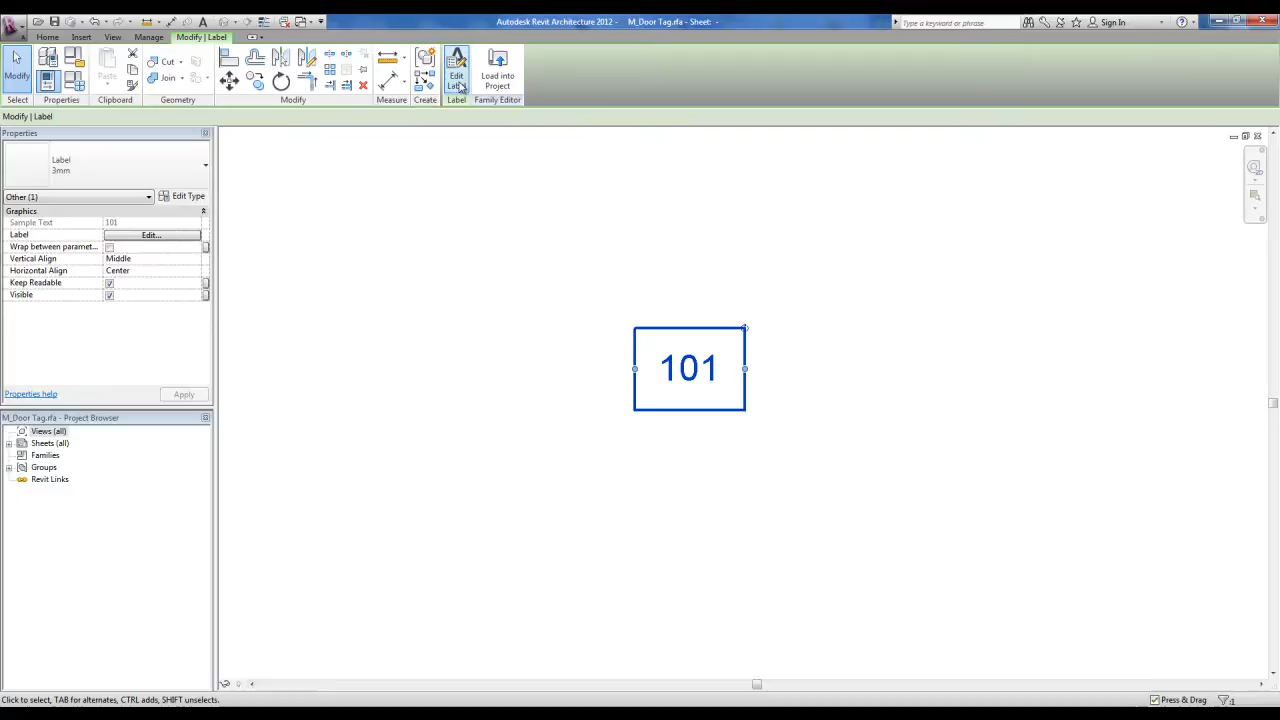 Autodesk Revit Architecture 2012 - M_Door Tag.rfa - Sheet: -
Type a keyword or phrase
Sign In
Home Insert View Manage Modify | Label
Modify
Paste
Cut
Join
Edit
Label
Load into
Project
Select Properties Clipboard Geometry Modify Measure Create Label Family Editor
Modify | Label
Properties
Label
3mm
Other (1)
Edit Type
Graphics
Sample Text 101
Label Edit...
Wrap between paramet...
Vertical Align Middle
Horizontal Align Center
Keep Readable
Visible
Properties help
Apply
M_Door Tag.rfa - Project Browser
Views (all)
Sheets (all)
Families
Groups
Revit Links
101
Click to select, TAB for alternates, CTRL adds, SHIFT unselects.
Press & Drag
:1